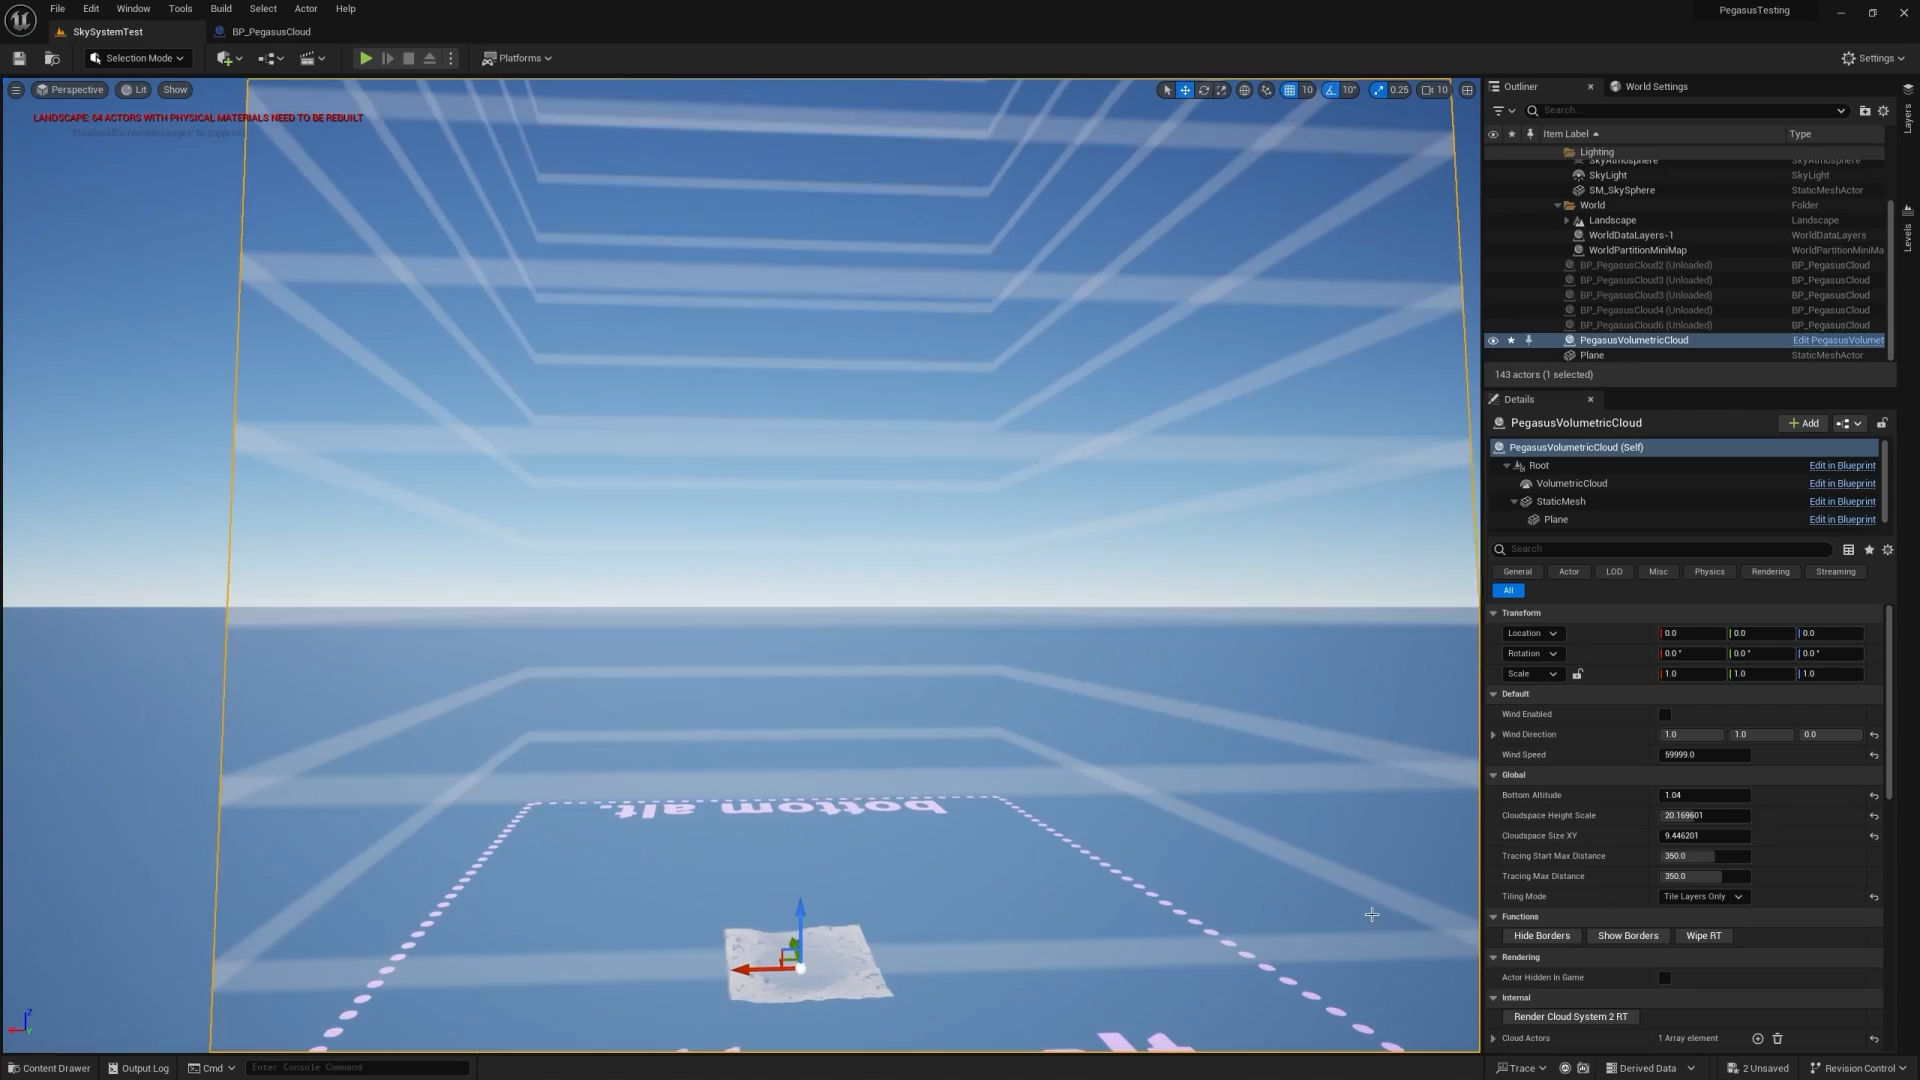 File Edit Window Tools Build Select Actor Help
PegasusTesting
SkySystemTest
BP_PegasusCloud
Selection Mode
Platforms
Settings
Perspective
Lit
Show
10
10°
0.25
10
LANDSCAPE: 64 ACTORS WITH PHYSICAL MATERIALS NEED TO BE REBUILT
'DisableAllScreenMessages' to suppress
bottom alt.
Outliner
World Settings
Search...
Layers
Levels
Item Label
Type
Lighting
SkyAtmosphere SkyAtmosphere
SkyLight SkyLight
SM_SkySphere StaticMeshActor
World Folder
Landscape Landscape
WorldDataLayers-1 WorldDataLayers
WorldPartitionMiniMap WorldPartitionMiniMa
BP_PegasusCloud2 (Unloaded) BP_PegasusCloud
BP_PegasusCloud3 (Unloaded) BP_PegasusCloud
BP_PegasusCloud3 (Unloaded) BP_PegasusCloud
BP_PegasusCloud4 (Unloaded) BP_PegasusCloud
BP_PegasusCloud6 (Unloaded) BP_PegasusCloud
PegasusVolumetricCloud Edit PegasusVolumet
Plane StaticMeshActor
143 actors (1 selected)
Details
PegasusVolumetricCloud
Add
PegasusVolumetricCloud (Self)
Root Edit in Blueprint
VolumetricCloud Edit in Blueprint
StaticMesh Edit in Blueprint
Plane Edit in Blueprint
Search
General Actor LOD Misc Physics Rendering Streaming
All
Transform
Location 0.0 0.0 0.0
Rotation 0.0° 0.0° 0.0°
Scale 1.0 1.0 1.0
Default
Wind Enabled
Wind Direction 1.0 1.0 0.0
Wind Speed 59999.0
Global
Bottom Altitude 1.04
Cloudspace Height Scale 20.169601
Cloudspace Size XY 9.446201
Tracing Start Max Distance 350.0
Tracing Max Distance 350.0
Tiling Mode Tile Layers Only
Functions
Hide Borders Show Borders Wipe RT
Rendering
Actor Hidden In Game
Internal
Render Cloud System 2 RT
Cloud Actors 1 Array element
Z
Content Drawer
Output Log
Cmd
Enter Console Command
Trace
Derived Data
2 Unsaved
Revision Control